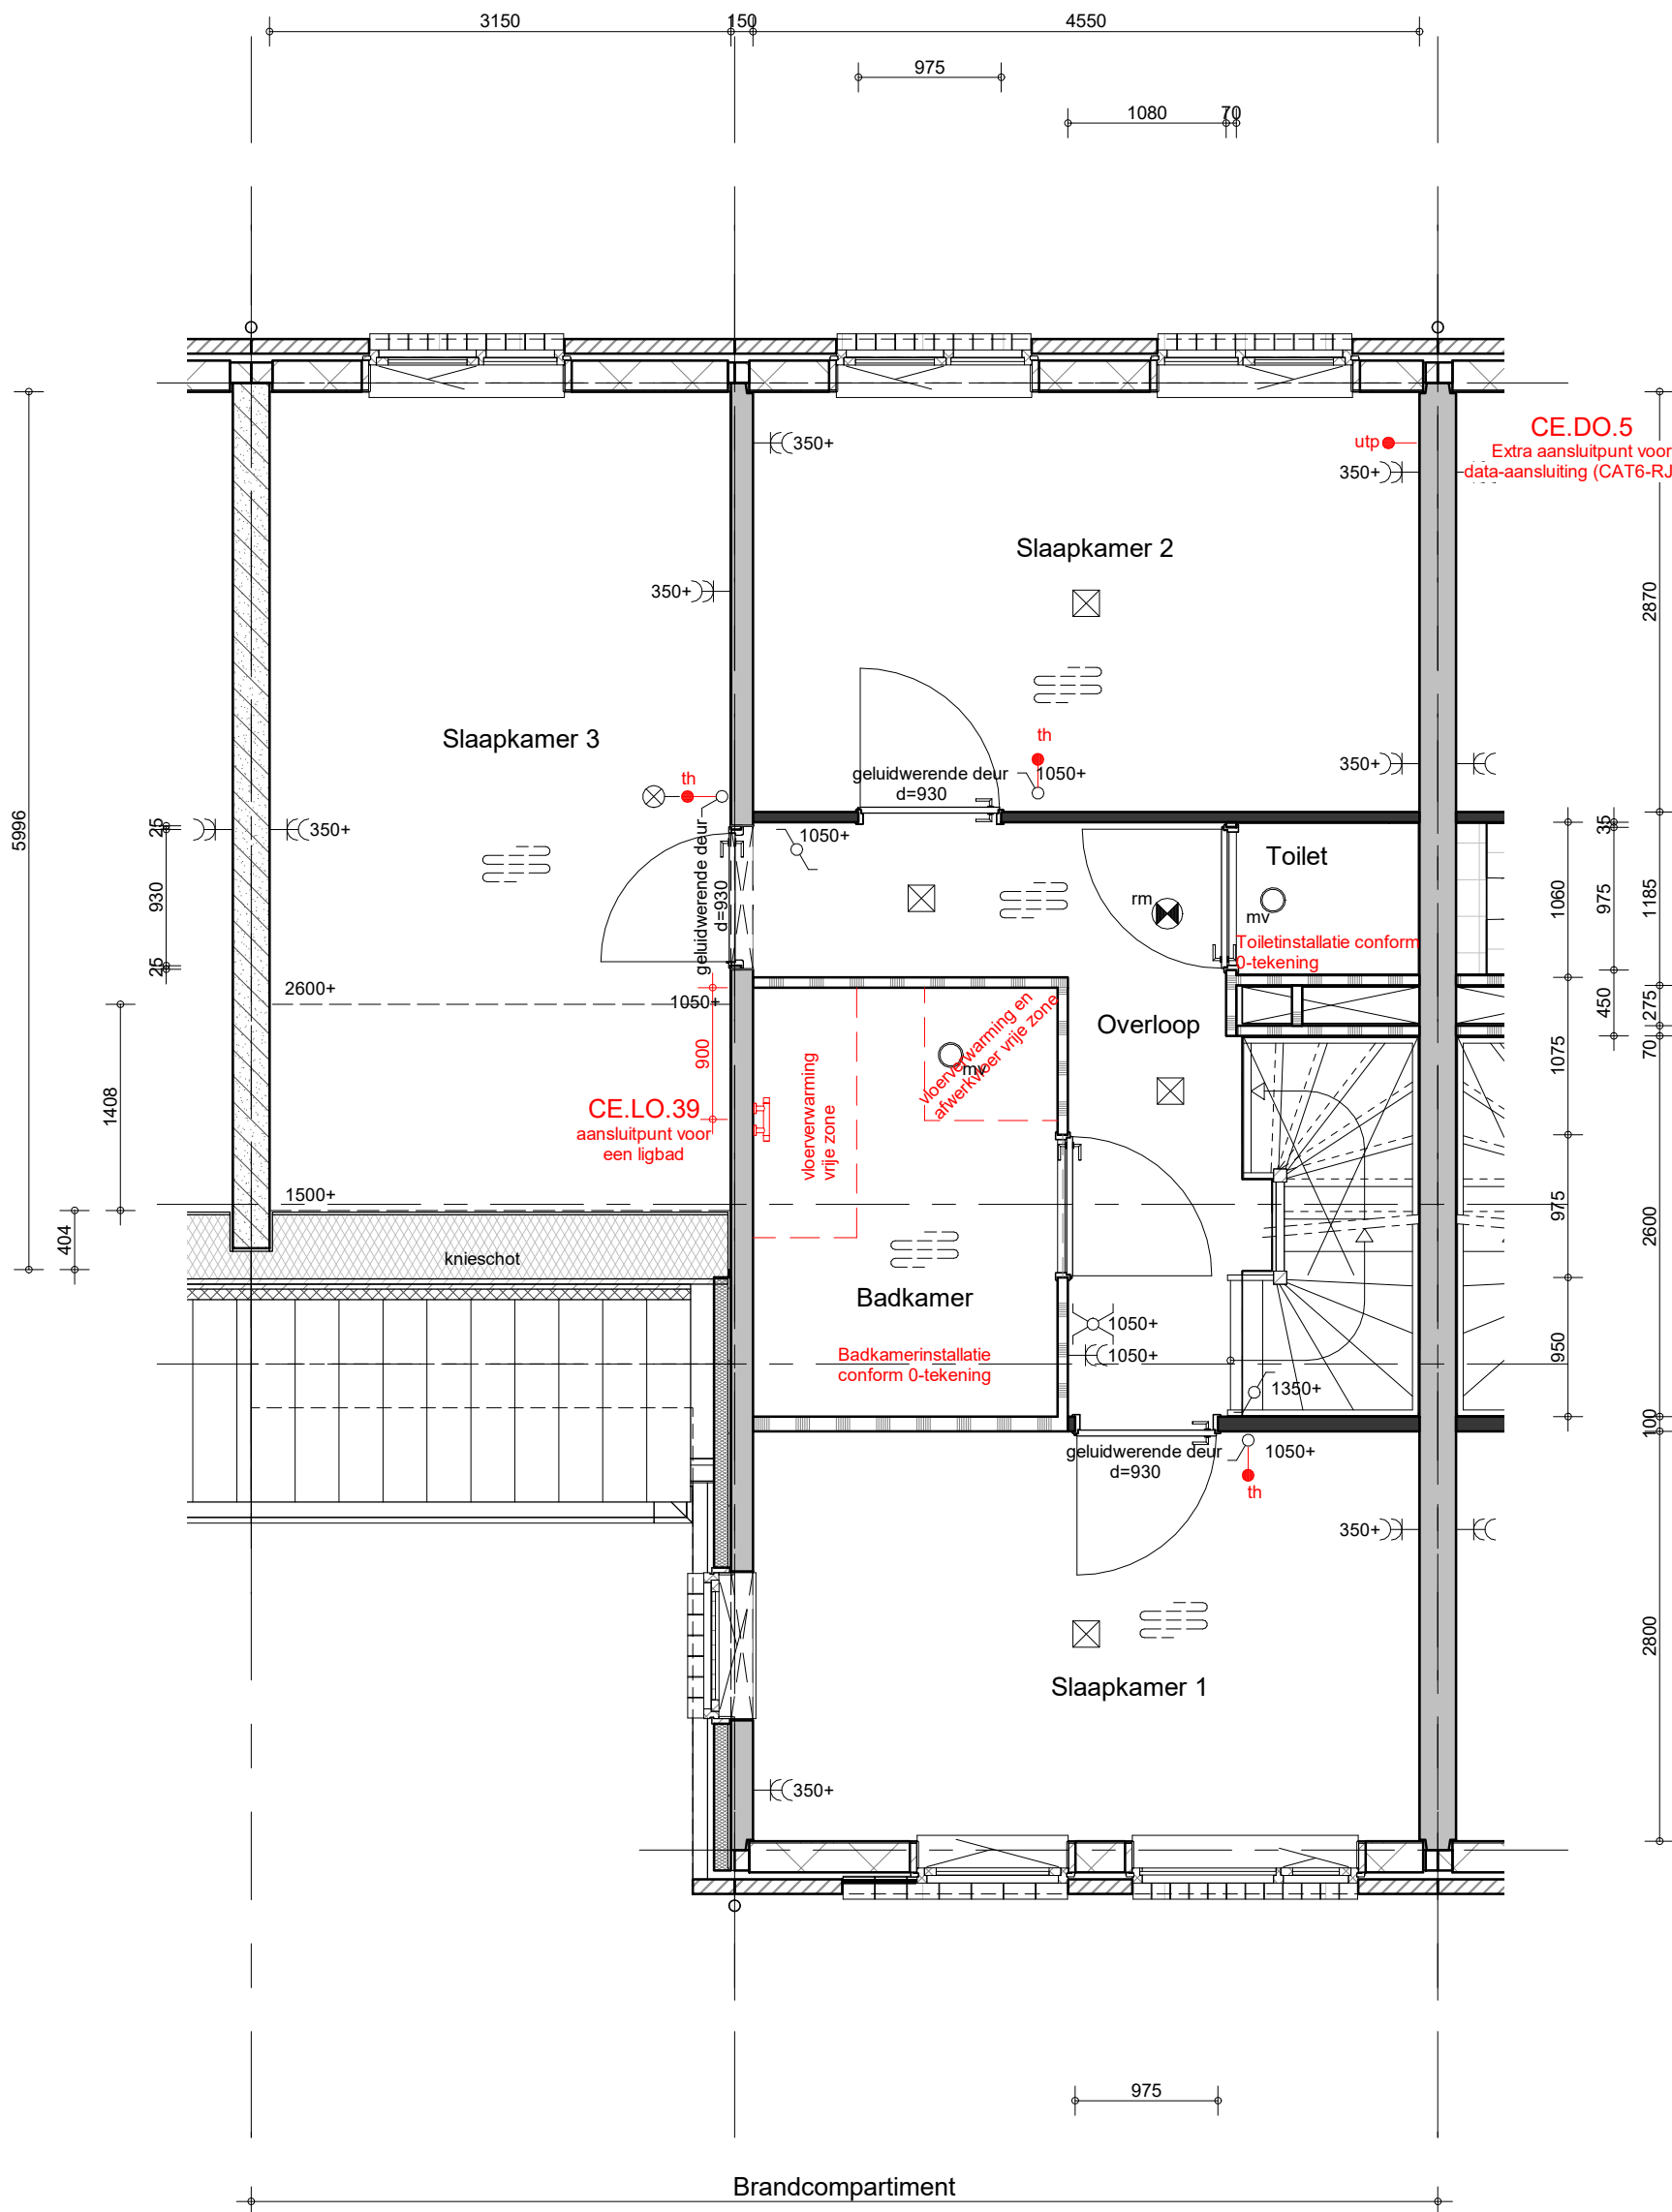 3150
150
4550
975
1080
70
CE.DO.5
utp
Extra aansluitpunt voor
data-aansluiting (CAT6-RJ
350+
350+
Slaapkamer 2
350+
2870
Slaapkamer 3
th
th
geluidwerende deur
d=930
1050+
350+
5996
25
930
25
350+
geluidwerende deur
d=930
1050+
Toilet
rm
mv
Toiletinstallatie conform
0-tekening
35
975
450
1060
1185
275
70
2600+
1050+
900
Overloop
vloerverwarming en
afwerkvloer vrije zone
mv
vloerverwarming
vrije zone
1408
CE.LO.39
aansluitpunt voor
een ligbad
1075
1500+
404
knieschot
975
2600
Badkamer
1050+
1050+
Badkamerinstallatie
conform 0-tekening
950
1350+
100
geluidwerende deur
d=930
1050+
th
350+
2800
Slaapkamer 1
350+
975
Brandcompartiment